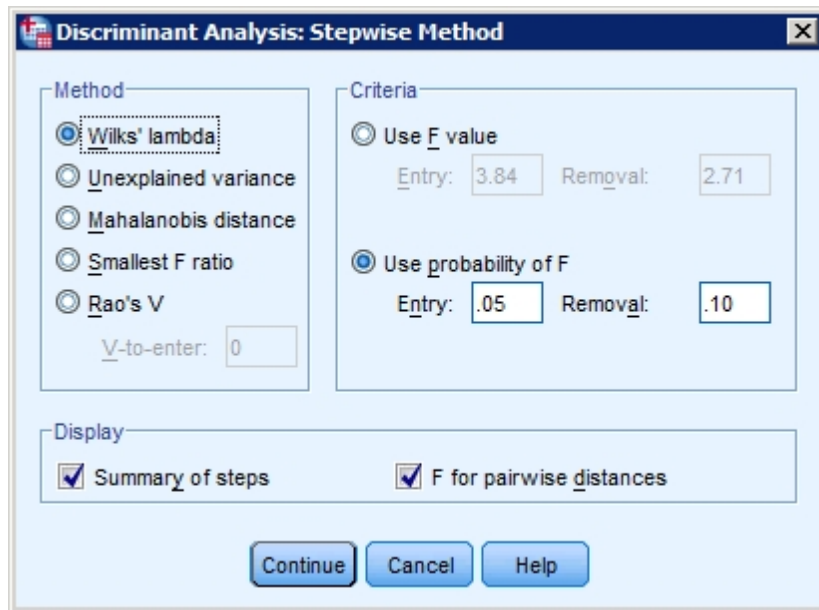 Discriminant Analysis: Stepwise Method
Method
Wilks' lambda
Unexplained variance
Mahalanobis distance
Smallest F ratio
Rao's V
V-to-enter: 0
Criteria
Use F value
Entry: 3.84 Removal: 2.71
Use probability of F
Entry: .05 Removal: .10
Display
Summary of steps F for pairwise distances
Continue Cancel Help